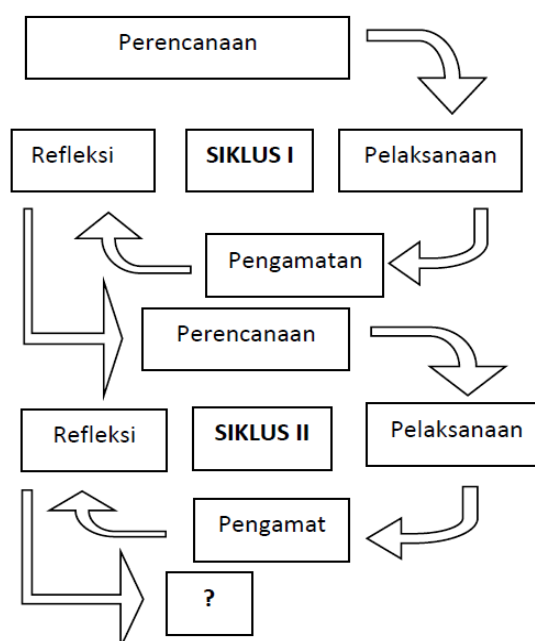 Perencanaan
Refleksi
SIKLUS I
Pelaksanaan
Pengamatan
Perencanaan
Refleksi
SIKLUS II
Pelaksanaan
Pengamat
?